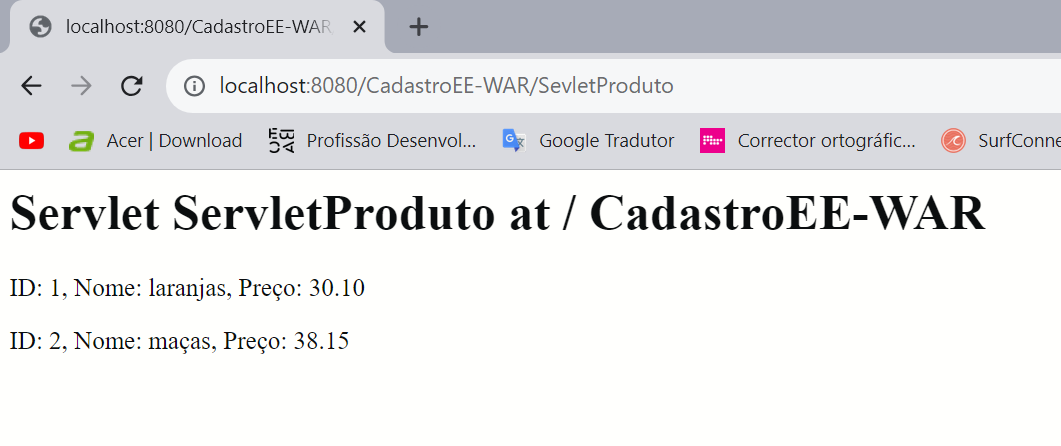 localhost:8080/CadastroEE-WAR
localhost:8080/CadastroEE-WAR/SevletProduto
Acer | Download Profissão Desenvol... Google Tradutor Corrector ortográfic... SurfConne
Servlet ServletProduto at / CadastroEE-WAR
ID: 1, Nome: laranjas, Preço: 30.10
ID: 2, Nome: maças, Preço: 38.15